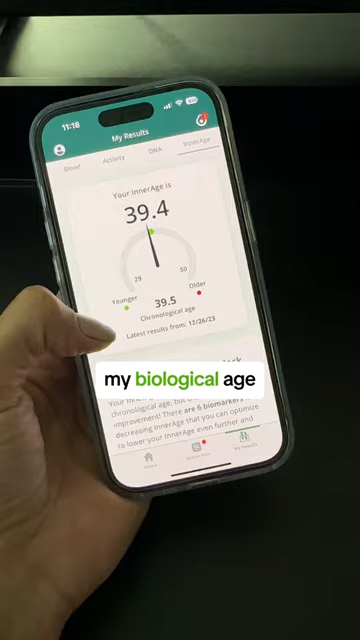 11:18
My Results
Blood Activity DNA InnerAge
Your InnerAge is
39.4
29 50
Younger Older
39.5
Chronological age
Latest results from: 12/26/23
my biological age
chronological age, but
improvement! There are 6 biomarkers
decreasing InnerAge that you can optimize
to lower your InnerAge even further and
Home
My Results